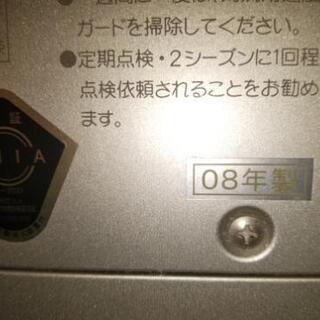 ガードを掃除してください。
●定期点検・2シーズンに1回程
点検依頼されることをお勧め
ます。
証
08年製